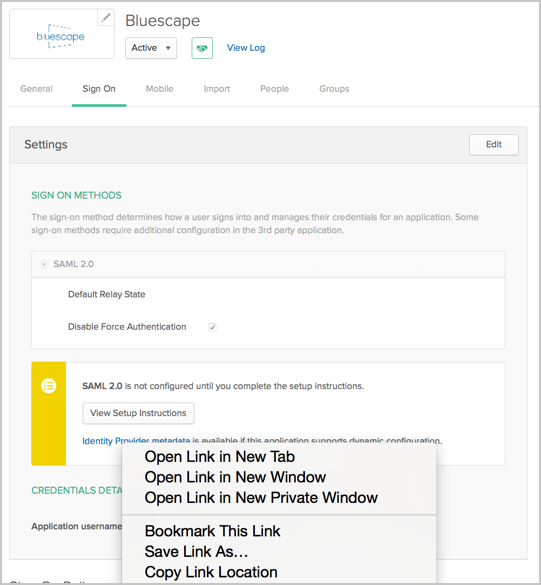 bluescape
Bluescape
Active
View Log
General Sign On Mobile Import People Groups
Settings
Edit
SIGN ON METHODS
The sign-on method determines how a user signs into and manages their credentials for an application. Some
sign-on methods require additional configuration in the 3rd party application.
SAML 2.0
Default Relay State
Disable Force Authentication
SAML 2.0 is not configured until you complete the setup instructions.
View Setup Instructions
Identity Provider metadata is available if this application supports dynamic configuration.
Open Link in New Tab
Open Link in New Window
Open Link in New Private Window
CREDENTIALS DETA
Application username
Bookmark This Link
Save Link As...
Copy Link Location